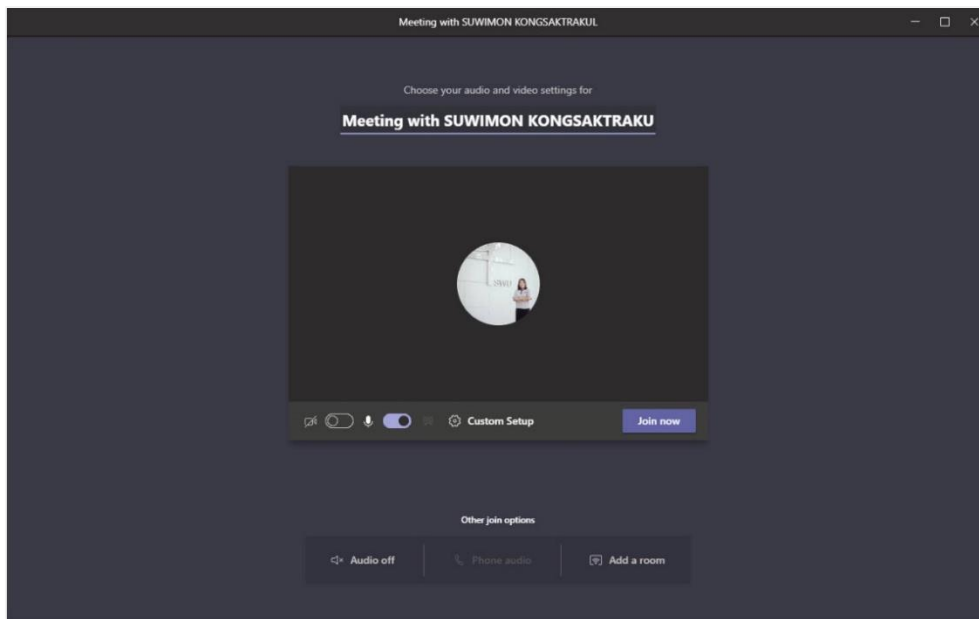 Meeting with SUWIMON KONGSAKTRAKUL
Choose your audio and video settings for
Meeting with SUWIMON KONGSAKTRAKU
SWU
Custom Setup
Join now
Other join options
Audio off
Phone audio
Add a room